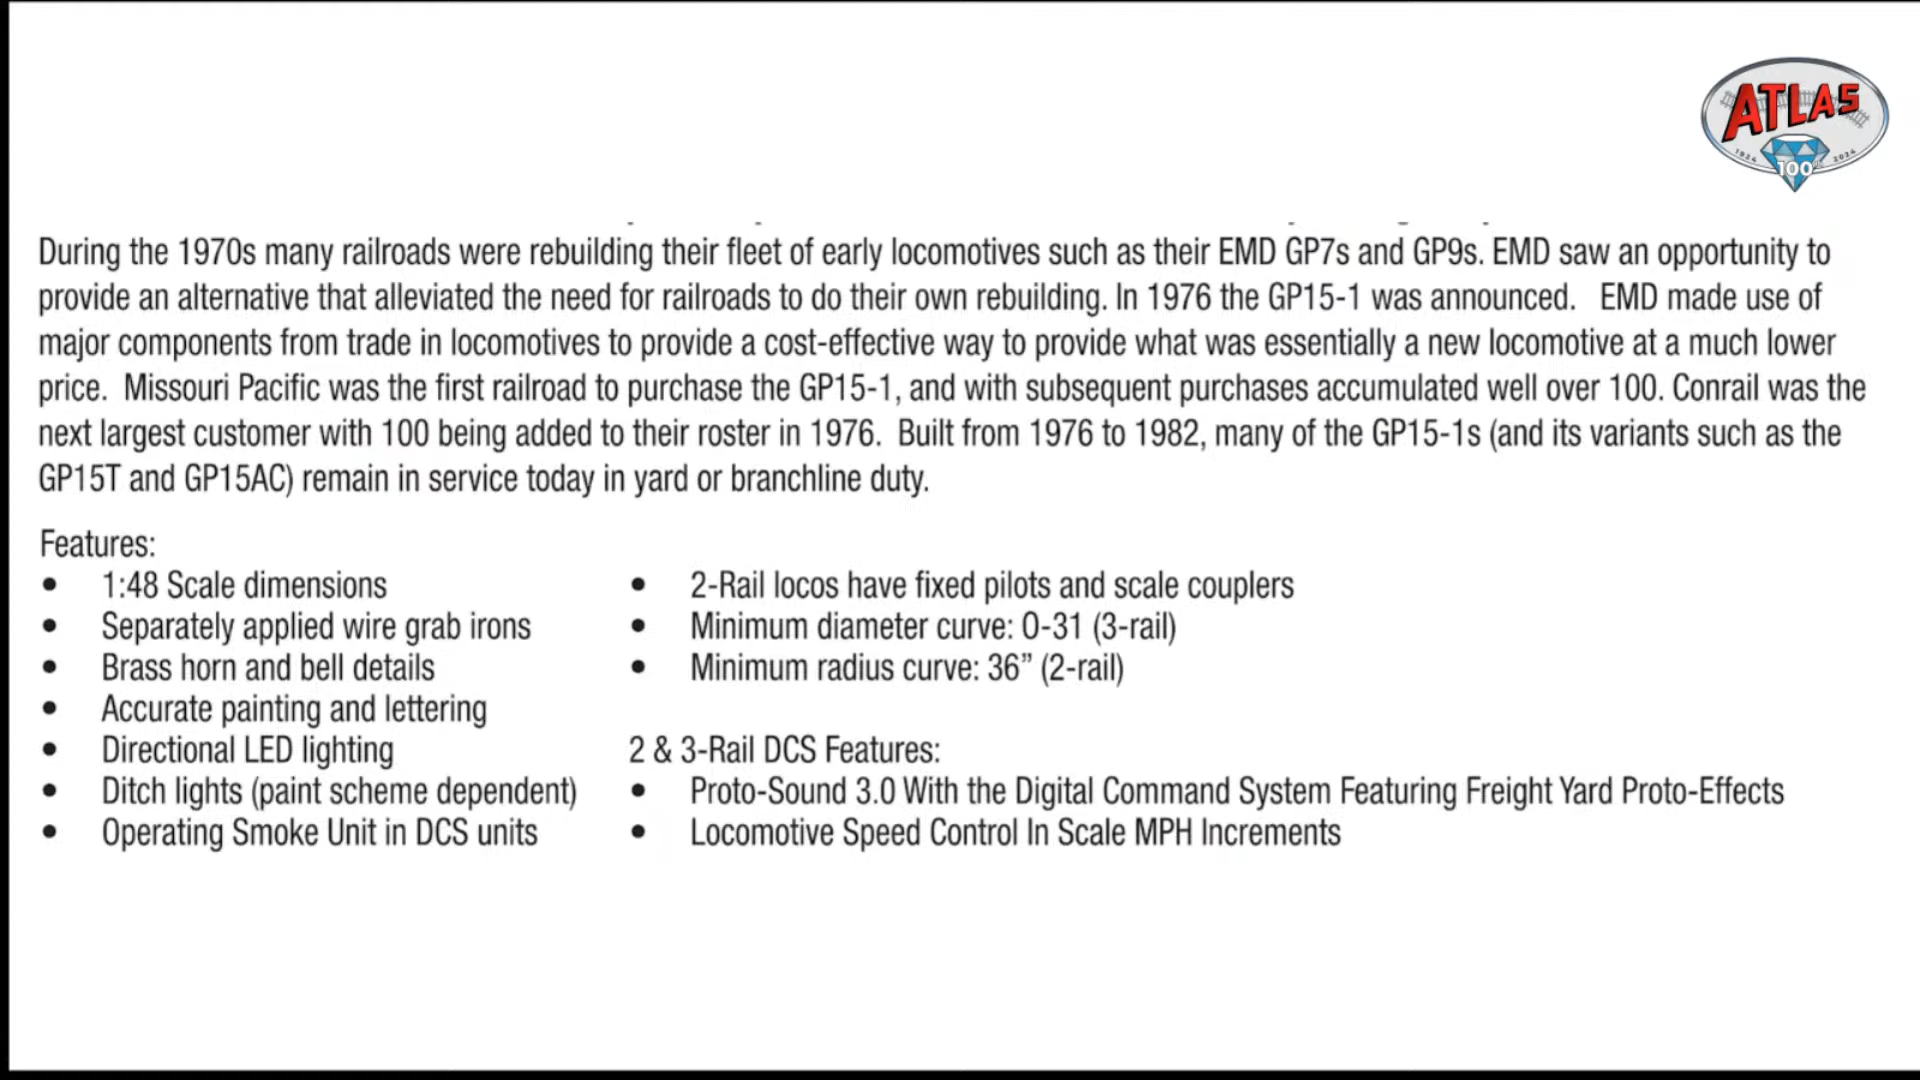 ATLAS
1924 2024
100
During the 1970s many railroads were rebuilding their fleet of early locomotives such as their EMD GP7s and GP9s. EMD saw an opportunity to
provide an alternative that alleviated the need for railroads to do their own rebuilding. In 1976 the GP15-1 was announced.   EMD made use of
major components from trade in locomotives to provide a cost-effective way to provide what was essentially a new locomotive at a much lower
price.  Missouri Pacific was the first railroad to purchase the GP15-1, and with subsequent purchases accumulated well over 100. Conrail was the
next largest customer with 100 being added to their roster in 1976.  Built from 1976 to 1982, many of the GP15-1s (and its variants such as the
GP15T and GP15AC) remain in service today in yard or branchline duty.
Features:
• 1:48 Scale dimensions
• Separately applied wire grab irons
• Brass horn and bell details
• Accurate painting and lettering
• Directional LED lighting
• Ditch lights (paint scheme dependent)
• Operating Smoke Unit in DCS units
• 2-Rail locos have fixed pilots and scale couplers
• Minimum diameter curve: O-31 (3-rail)
• Minimum radius curve: 36” (2-rail)
2 & 3-Rail DCS Features:
• Proto-Sound 3.0 With the Digital Command System Featuring Freight Yard Proto-Effects
• Locomotive Speed Control In Scale MPH Increments